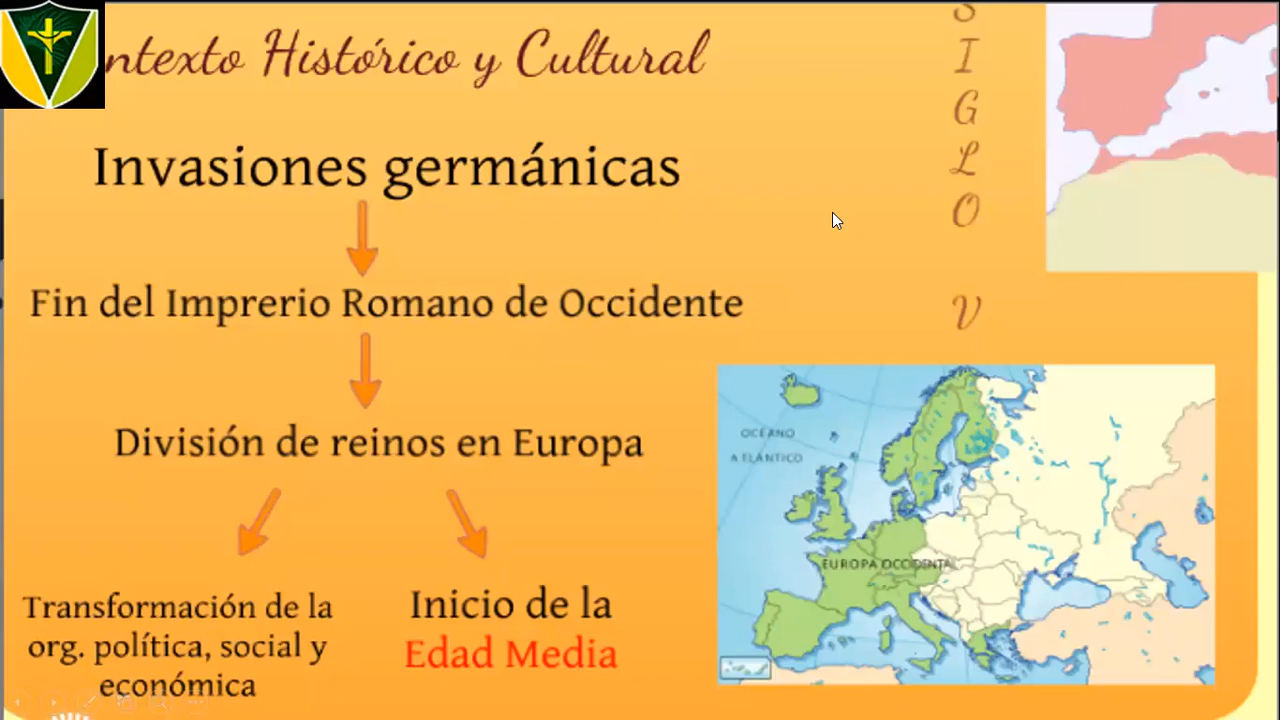 ntexto Histórico y Cultural
Invasiones germánicas
Fin del Imprerio Romano de Occidente
División de reinos en Europa
Transformación de la
org. política, social y
económica
Inicio de la
Edad Media
S
I
G
L
O
V
OCÉANO
ATLÁNTICO
EUROPA OCCIDENTAL